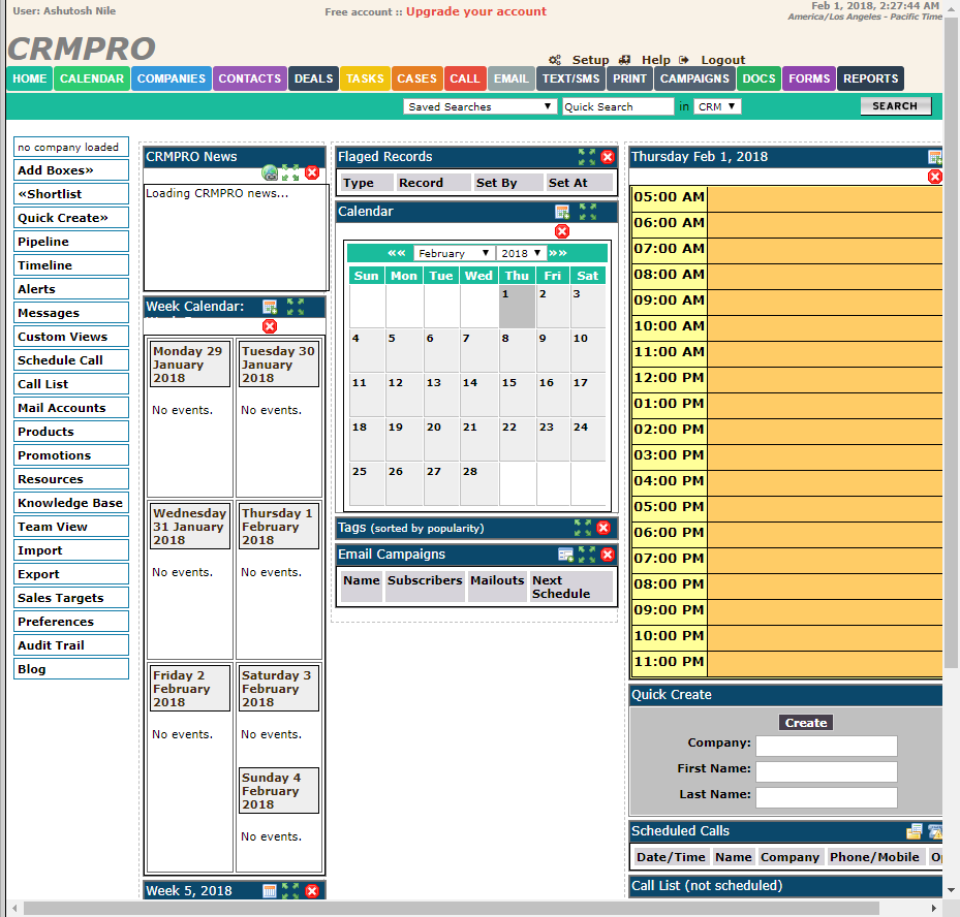 User: Ashutosh Nile
Free account :: Upgrade your account
Feb 1, 2018, 2:27:44 AM
America/Los Angeles - Pacific Time
CRMPRO
Setup Help Logout
HOME CALENDAR COMPANIES CONTACTS DEALS TASKS CASES CALL EMAIL TEXT/SMS PRINT CAMPAIGNS DOCS FORMS REPORTS
Saved Searches Quick Search in CRM SEARCH
no company loaded
Add Boxes»
«Shortlist
Quick Create»
Pipeline
Timeline
Alerts
Messages
Custom Views
Schedule Call
Call List
Mail Accounts
Products
Promotions
Resources
Knowledge Base
Team View
Import
Export
Sales Targets
Preferences
Audit Trail
Blog
CRMPRO News
Loading CRMPRO news...
Week Calendar:
Monday 29
January
2018
No events.
Tuesday 30
January
2018
No events.
Wednesday
31 January
2018
No events.
Thursday 1
February
2018
No events.
Friday 2
February
2018
No events.
Saturday 3
February
2018
No events.
Sunday 4
February
2018
No events.
Week 5, 2018
Flaged Records
Type Record Set By Set At
Calendar
«« February 2018 »»
Sun Mon Tue Wed Thu Fri Sat
1 2 3
4 5 6 7 8 9 10
11 12 13 14 15 16 17
18 19 20 21 22 23 24
25 26 27 28
Tags (sorted by popularity)
Email Campaigns
Name Subscribers Mailouts Next
Schedule
Thursday Feb 1, 2018
05:00 AM
06:00 AM
07:00 AM
08:00 AM
09:00 AM
10:00 AM
11:00 AM
12:00 PM
01:00 PM
02:00 PM
03:00 PM
04:00 PM
05:00 PM
06:00 PM
07:00 PM
08:00 PM
09:00 PM
10:00 PM
11:00 PM
Quick Create
Create
Company:
First Name:
Last Name:
Scheduled Calls
Date/Time Name Company Phone/Mobile
Call List (not scheduled)